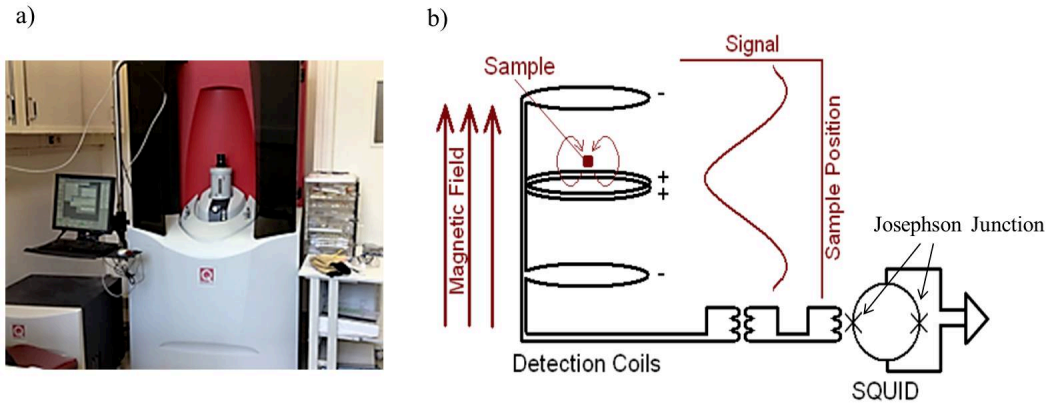 a)
b)
Signal
Sample
-
Magnetic Field
+
+
Sample Position
Josephson Junction
-
Detection Coils
SQUID
Q
Q